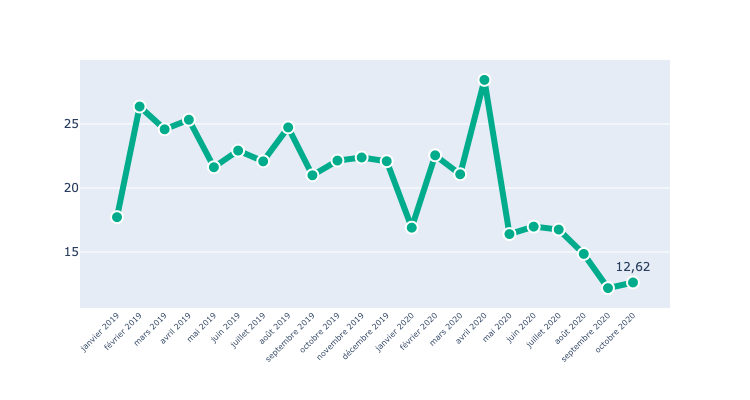 25
20
15
12,62
janvier 2019
février 2019
mars 2019
avril 2019
mai 2019
juin 2019
juillet 2019
août 2019
septembre 2019
octobre 2019
novembre 2019
décembre 2019
janvier 2020
février 2020
mars 2020
avril 2020
mai 2020
juin 2020
juillet 2020
août 2020
septembre 2020
octobre 2020